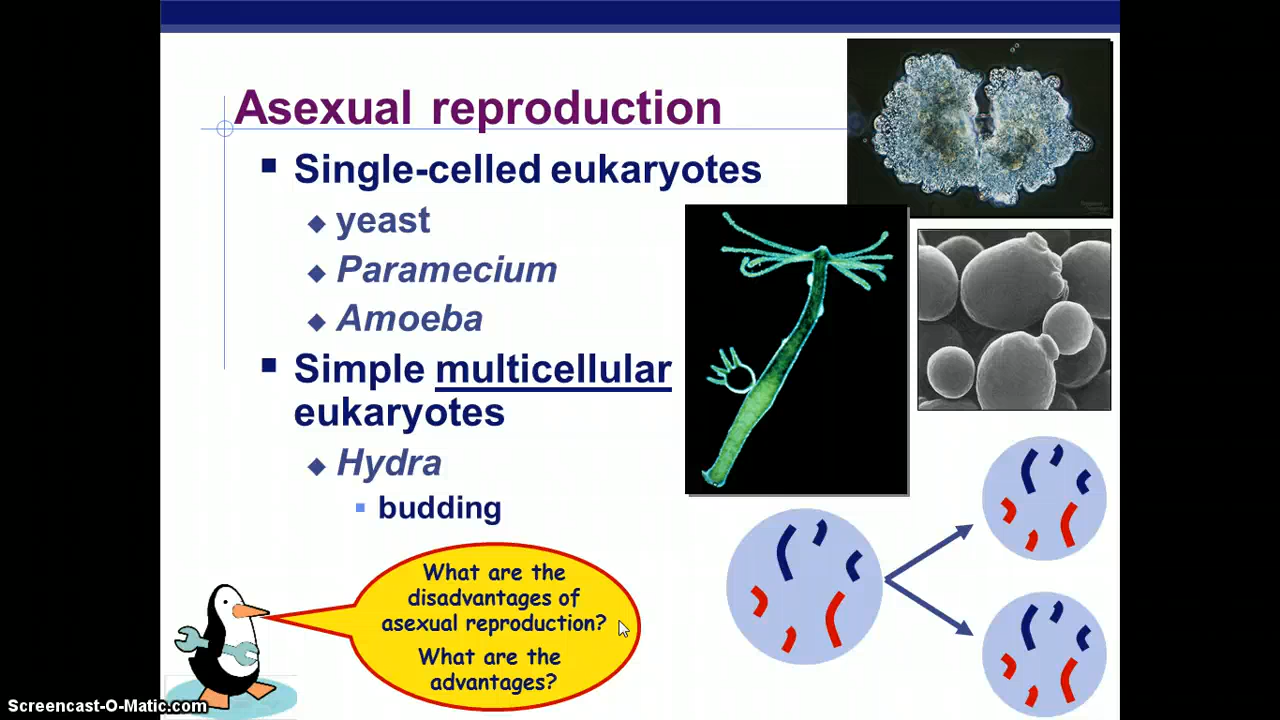 Asexual reproduction
Single-celled eukaryotes
yeast
Paramecium
Amoeba
Simple multicellular
eukaryotes
Hydra
budding
What are the
disadvantages of
asexual reproduction?
What are the
advantages?
Screencast-O-Matic.com